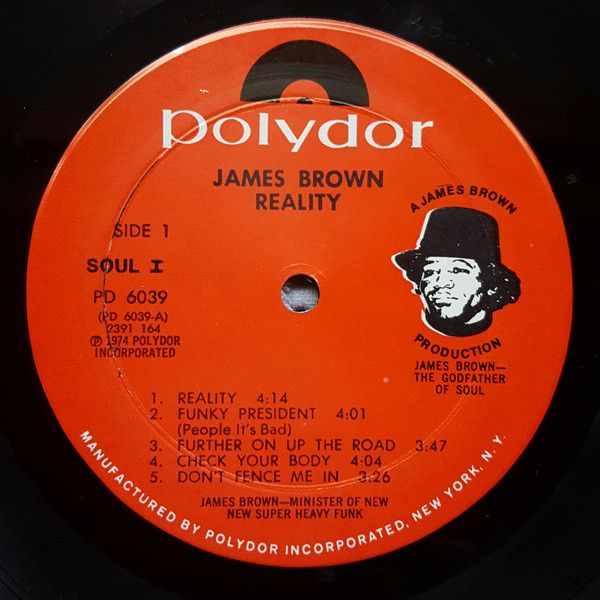 polydor
JAMES BROWN
REALITY
A JAMES BROWN
PRODUCTION
JAMES BROWN—
THE GODFATHER
OF SOUL
SIDE 1
SOUL I
PD 6039
(PD 6039-A)
2391 164
℗ 1974 POLYDOR
INCORPORATED
1. REALITY 4:14
2. FUNKY PRESIDENT 4:01
(People It's Bad)
3. FURTHER ON UP THE ROAD 3:47
4. CHECK YOUR BODY 4:04
5. DON'T FENCE ME IN 3:26
JAMES BROWN—MINISTER OF NEW
NEW SUPER HEAVY FUNK
MANUFACTURED BY POLYDOR INCORPORATED, NEW YORK, N. Y.